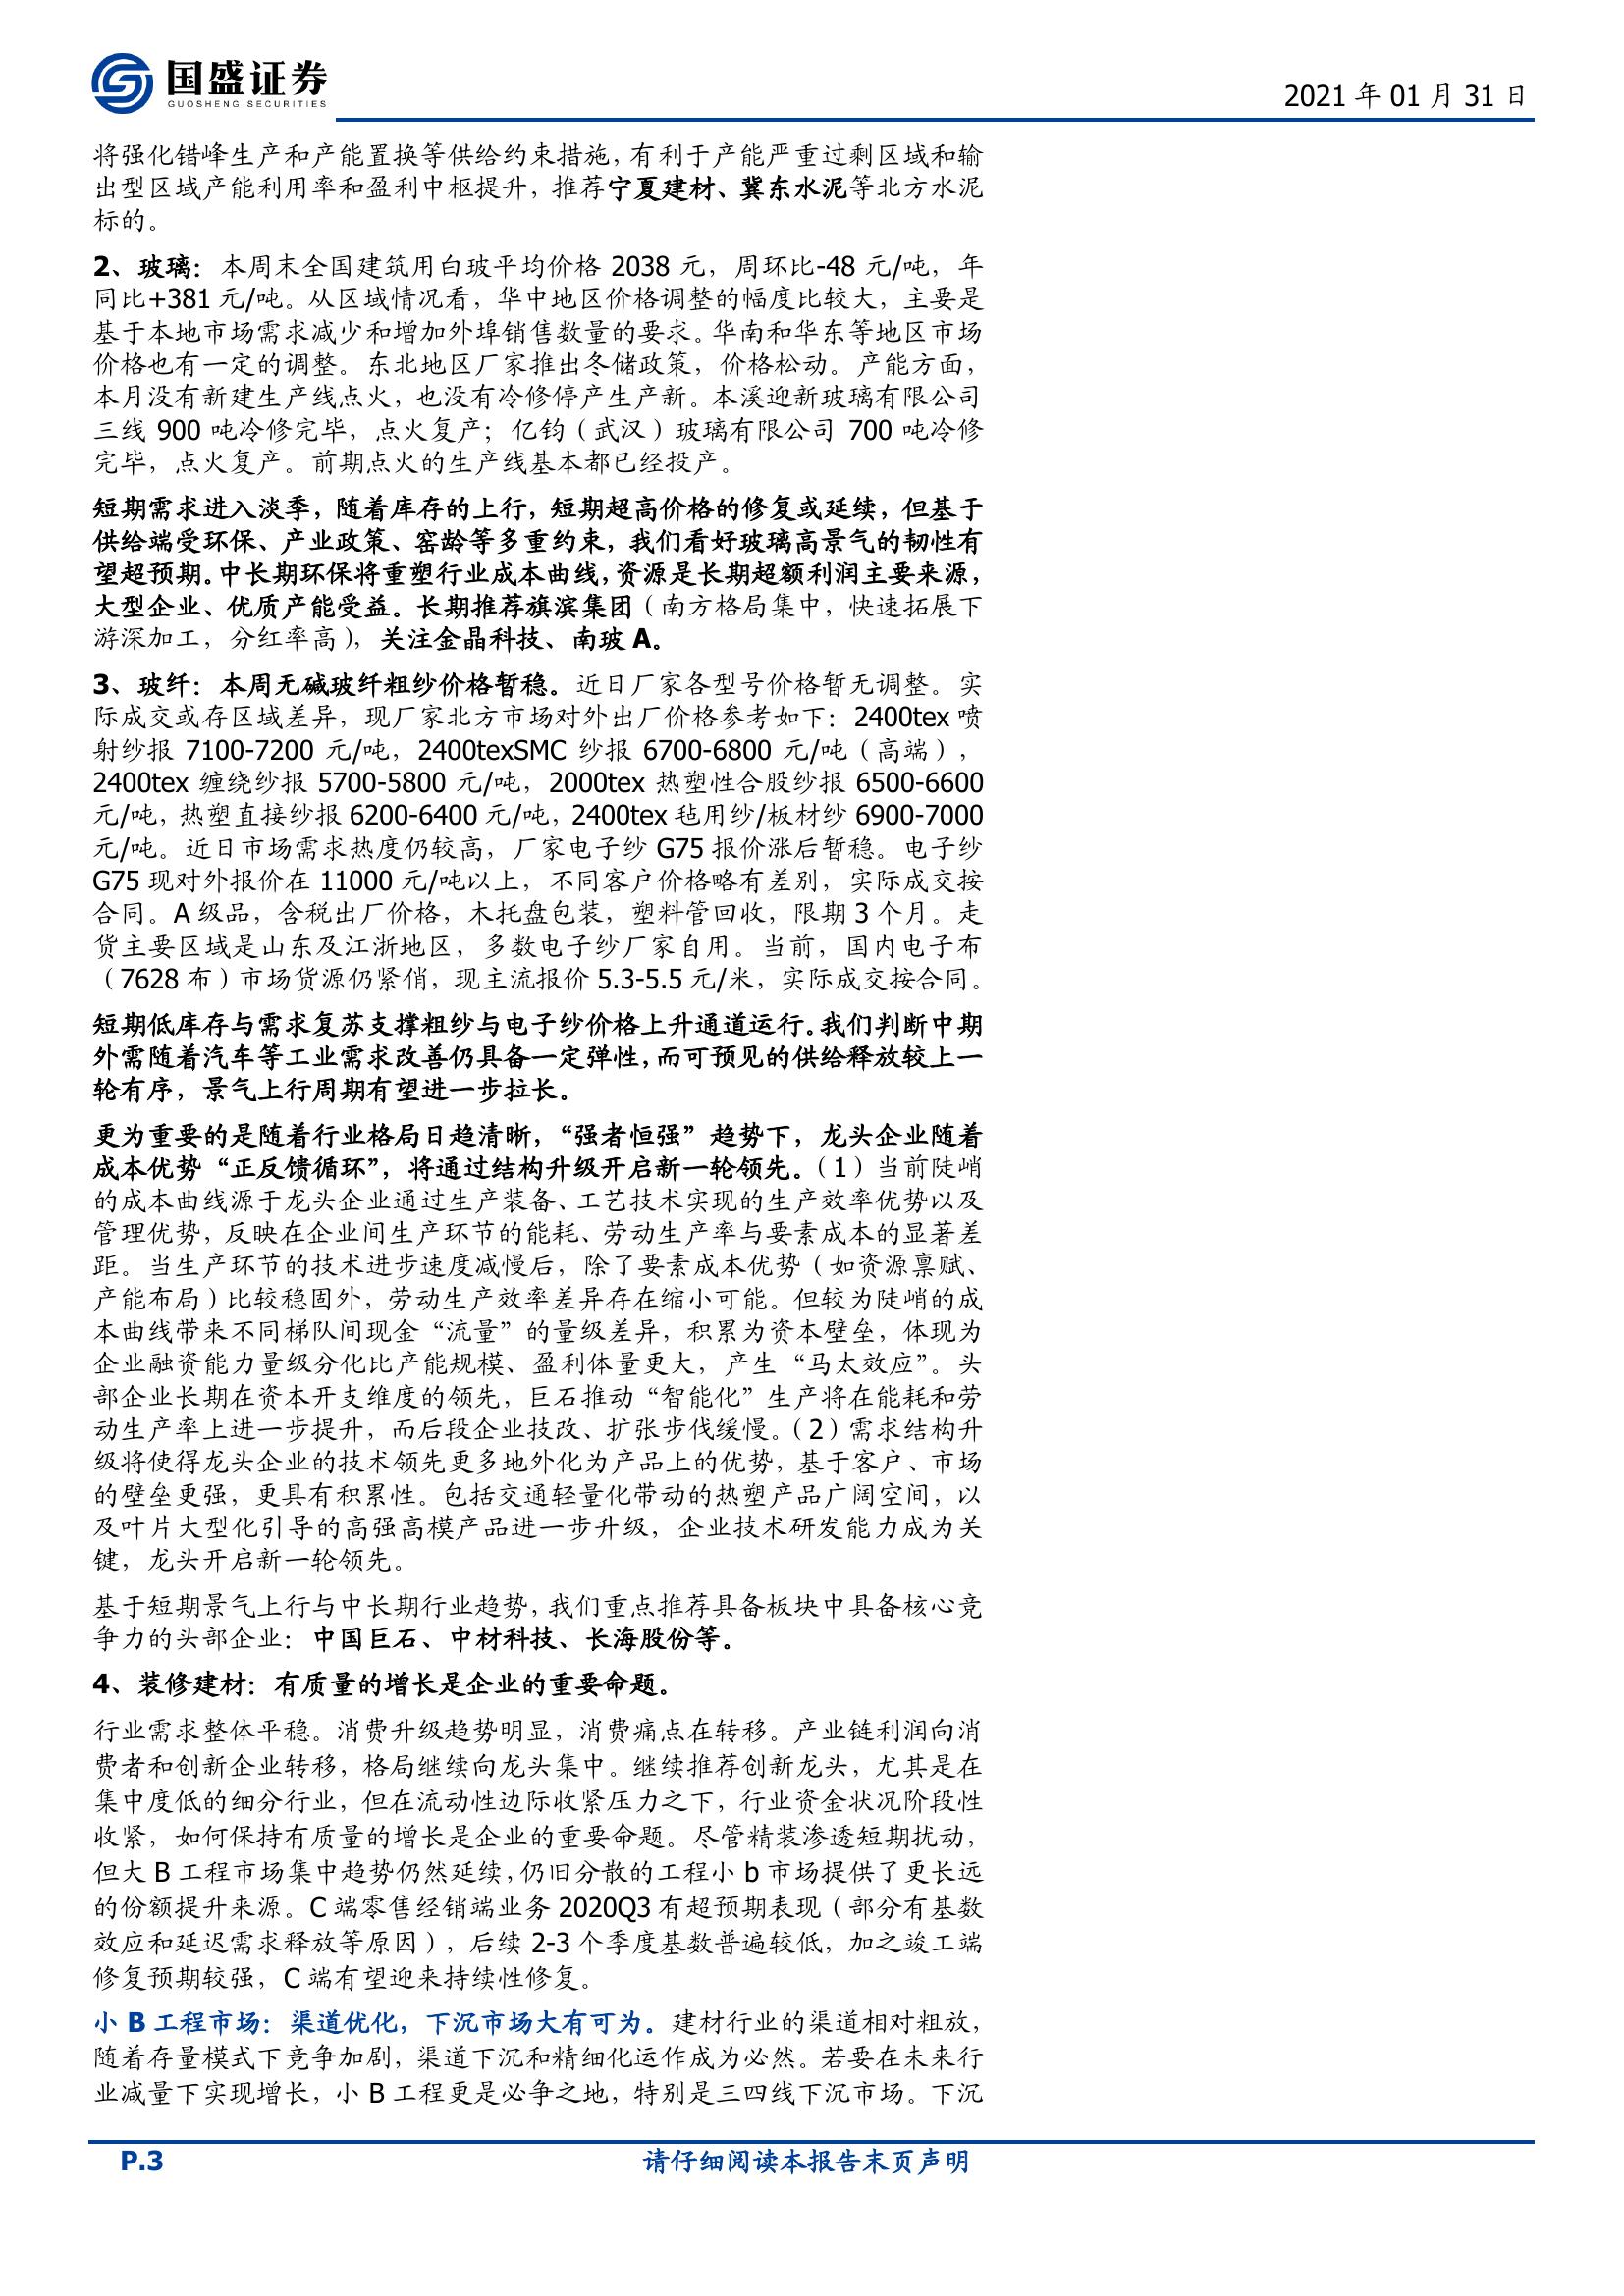 国盛证券
GUOSHENG SECURITIES
2021 年 01 月 31 日
将强化错峰生产和产能置换等供给约束措施，有利于产能严重过剩区域和输
出型区域产能利用率和盈利中枢提升，推荐宁夏建材、冀东水泥等北方水泥
标的。
2、玻璃：本周末全国建筑用白玻平均价格 2038 元，周环比-48 元/吨，年
同比+381 元/吨。从区域情况看，华中地区价格调整的幅度比较大，主要是
基于本地市场需求减少和增加外埠销售数量的要求。华南和华东等地区市场
价格也有一定的调整。东北地区厂家推出冬储政策，价格松动。产能方面，
本月没有新建生产线点火，也没有冷修停产生产新。本溪迎新玻璃有限公司
三线 900 吨冷修完毕，点火复产；亿钧（武汉）玻璃有限公司 700 吨冷修
完毕，点火复产。前期点火的生产线基本都已经投产。
短期需求进入淡季，随着库存的上行，短期超高价格的修复或延续，但基于
供给端受环保、产业政策、窑龄等多重约束，我们看好玻璃高景气的韧性有
望超预期。中长期环保将重塑行业成本曲线，资源是长期超额利润主要来源，
大型企业、优质产能受益。长期推荐旗滨集团（南方格局集中，快速拓展下
游深加工，分红率高），关注金晶科技、南玻 A。
3、玻纤：本周无碱玻纤粗纱价格暂稳。近日厂家各型号价格暂无调整。实
际成交或存区域差异，现厂家北方市场对外出厂价格参考如下：2400tex 喷
射纱报 7100-7200 元/吨，2400texSMC 纱报 6700-6800 元/吨（高端），
2400tex 缠绕纱报 5700-5800 元/吨，2000tex 热塑性合股纱报 6500-6600
元/吨，热塑直接纱报 6200-6400 元/吨，2400tex 毡用纱/板材纱 6900-7000
元/吨。近日市场需求热度仍较高，厂家电子纱 G75 报价涨后暂稳。电子纱
G75 现对外报价在 11000 元/吨以上，不同客户价格略有差别，实际成交按
合同。A 级品，含税出厂价格，木托盘包装，塑料管回收，限期 3 个月。走
货主要区域是山东及江浙地区，多数电子纱厂家自用。当前，国内电子布
（7628 布）市场货源仍紧俏，现主流报价 5.3-5.5 元/米，实际成交按合同。
短期低库存与需求复苏支撑粗纱与电子纱价格上升通道运行。我们判断中期
外需随着汽车等工业需求改善仍具备一定弹性，而可预见的供给释放较上一
轮有序，景气上行周期有望进一步拉长。
更为重要的是随着行业格局日趋清晰，“强者恒强”趋势下，龙头企业随着
成本优势“正反馈循环”，将通过结构升级开启新一轮领先。（1）当前陡峭
的成本曲线源于龙头企业通过生产装备、工艺技术实现的生产效率优势以及
管理优势，反映在企业间生产环节的能耗、劳动生产率与要素成本的显著差
距。当生产环节的技术进步速度减慢后，除了要素成本优势（如资源禀赋、
产能布局）比较稳固外，劳动生产效率差异存在缩小可能。但较为陡峭的成
本曲线带来不同梯队间现金“流量”的量级差异，积累为资本壁垒，体现为
企业融资能力量级分化比产能规模、盈利体量更大，产生“马太效应”。头
部企业长期在资本开支维度的领先，巨石推动“智能化”生产将在能耗和劳
动生产率上进一步提升，而后段企业技改、扩张步伐缓慢。（2）需求结构升
级将使得龙头企业的技术领先更多地外化为产品上的优势，基于客户、市场
的壁垒更强，更具有积累性。包括交通轻量化带动的热塑产品广阔空间，以
及叶片大型化引导的高强高模产品进一步升级，企业技术研发能力成为关
键，龙头开启新一轮领先。
基于短期景气上行与中长期行业趋势，我们重点推荐具备板块中具备核心竞
争力的头部企业：中国巨石、中材科技、长海股份等。
4、装修建材：有质量的增长是企业的重要命题。
行业需求整体平稳。消费升级趋势明显，消费痛点在转移。产业链利润向消
费者和创新企业转移，格局继续向龙头集中。继续推荐创新龙头，尤其是在
集中度低的细分行业，但在流动性边际收紧压力之下，行业资金状况阶段性
收紧，如何保持有质量的增长是企业的重要命题。尽管精装渗透短期扰动，
但大 B 工程市场集中趋势仍然延续，仍旧分散的工程小 b 市场提供了更长远
的份额提升来源。C 端零售经销端业务 2020Q3 有超预期表现（部分有基数
效应和延迟需求释放等原因），后续 2-3 个季度基数普遍较低，加之竣工端
修复预期较强，C 端有望迎来持续性修复。
小 B 工程市场：渠道优化，下沉市场大有可为。建材行业的渠道相对粗放，
随着存量模式下竞争加剧，渠道下沉和精细化运作成为必然。若要在未来行
业减量下实现增长，小 B 工程更是必争之地，特别是三四线下沉市场。下沉
P.3
请仔细阅读本报告末页声明